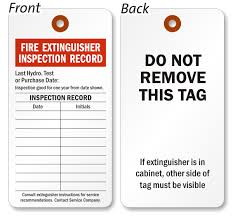 Front
FIRE EXTINGUISHER
INSPECTION RECORD
Last Hydro. Test
or Purchase Date:
Inspection good for one year from date shown.
INSPECTION RECORD
Date Initials
Consult extinguisher instructions for
service recommendations. Contact Service Company.
Back
DO NOT
REMOVE
THIS TAG
If extinguisher is in
cabinet, other side of
tag must be visible